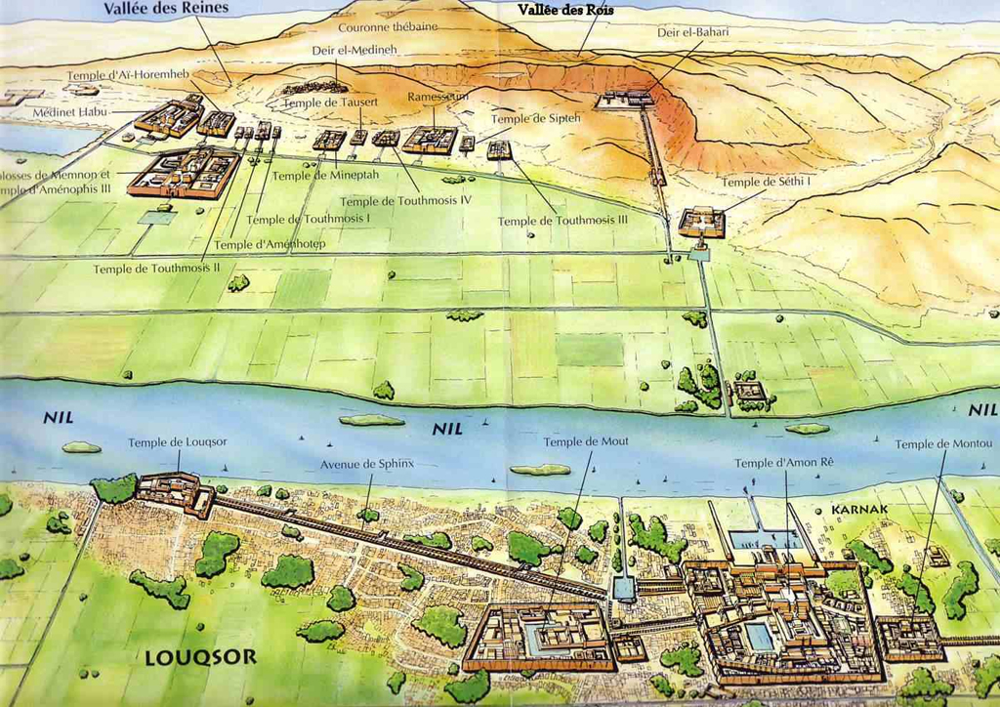 Vallée des Reines
Vallée des Rois
Couronne thébaine
Deir el-Bahari
Deir el-Medineh
Temple d'Aï-Horemheb
Temple de Tausert
Ramesseum
Médinet Habu
Temple de Sipteh
olosses de Memnon et
mple d'Aménophis III
Temple de Mineptah
Temple de Séthi I
Temple de Touthmosis IV
Temple de Touthmosis I
Temple de Touthmosis III
Temple d'Amenhotep
Temple de Touthmosis II
NIL
NIL
NIL
Temple de Louqsor
Avenue de Sphinx
Temple de Mout
Temple d'Amon Rê
Temple de Montou
KARNAK
LOUQSOR